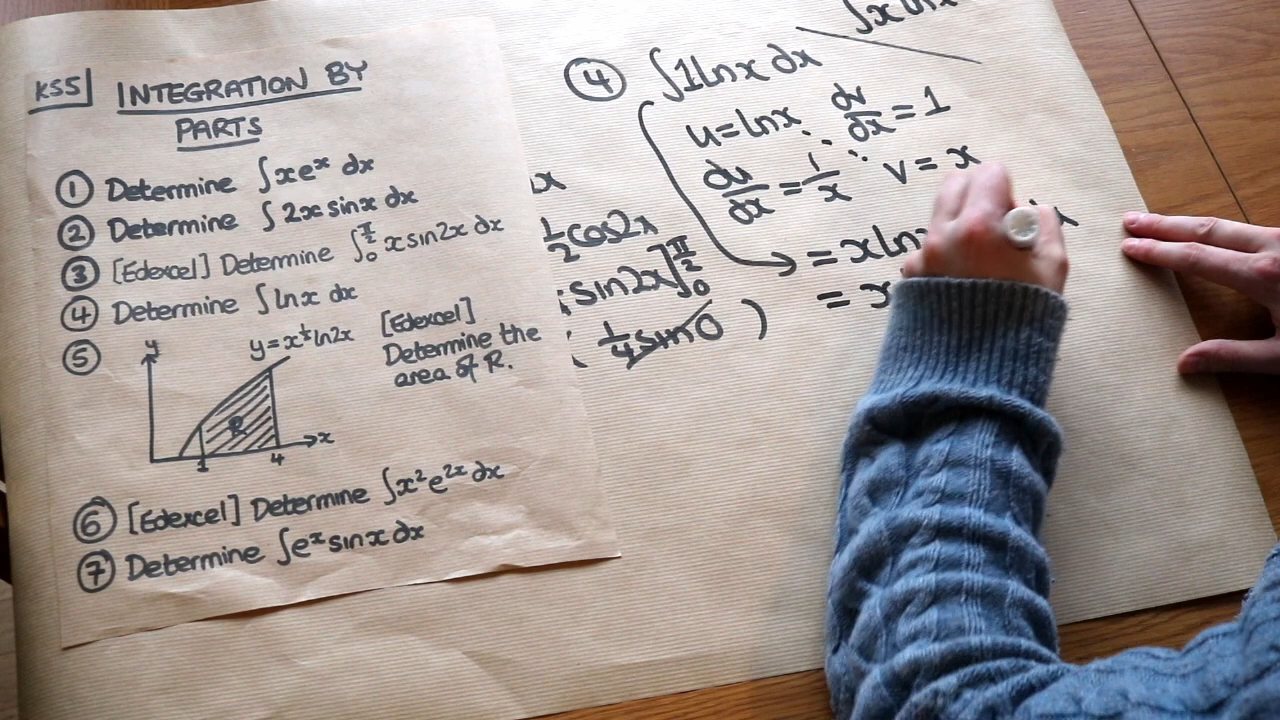 KS5 INTEGRATION BY
PARTS
① Determine ∫xeˣ dx
② Determine ∫2x sinx dx
③ [Edexcel] Determine ∫₀^(π/2) x sin2x dx
④ Determine ∫lnx dx
⑤
y
y=x^½ ln2x
R
1
4
x
[Edexcel]
Determine the
area of R.
⑥ [Edexcel] Determine ∫x²e²ˣ dx
⑦ Determine ∫eˣ sinx dx
½cos2x
sin2x]₀^(π/2)
¼sin0 )
④ ∫1lnx dx
u=lnx dv/dx = 1
du/dx = 1/x ∴ v = x
= xlnx
= x